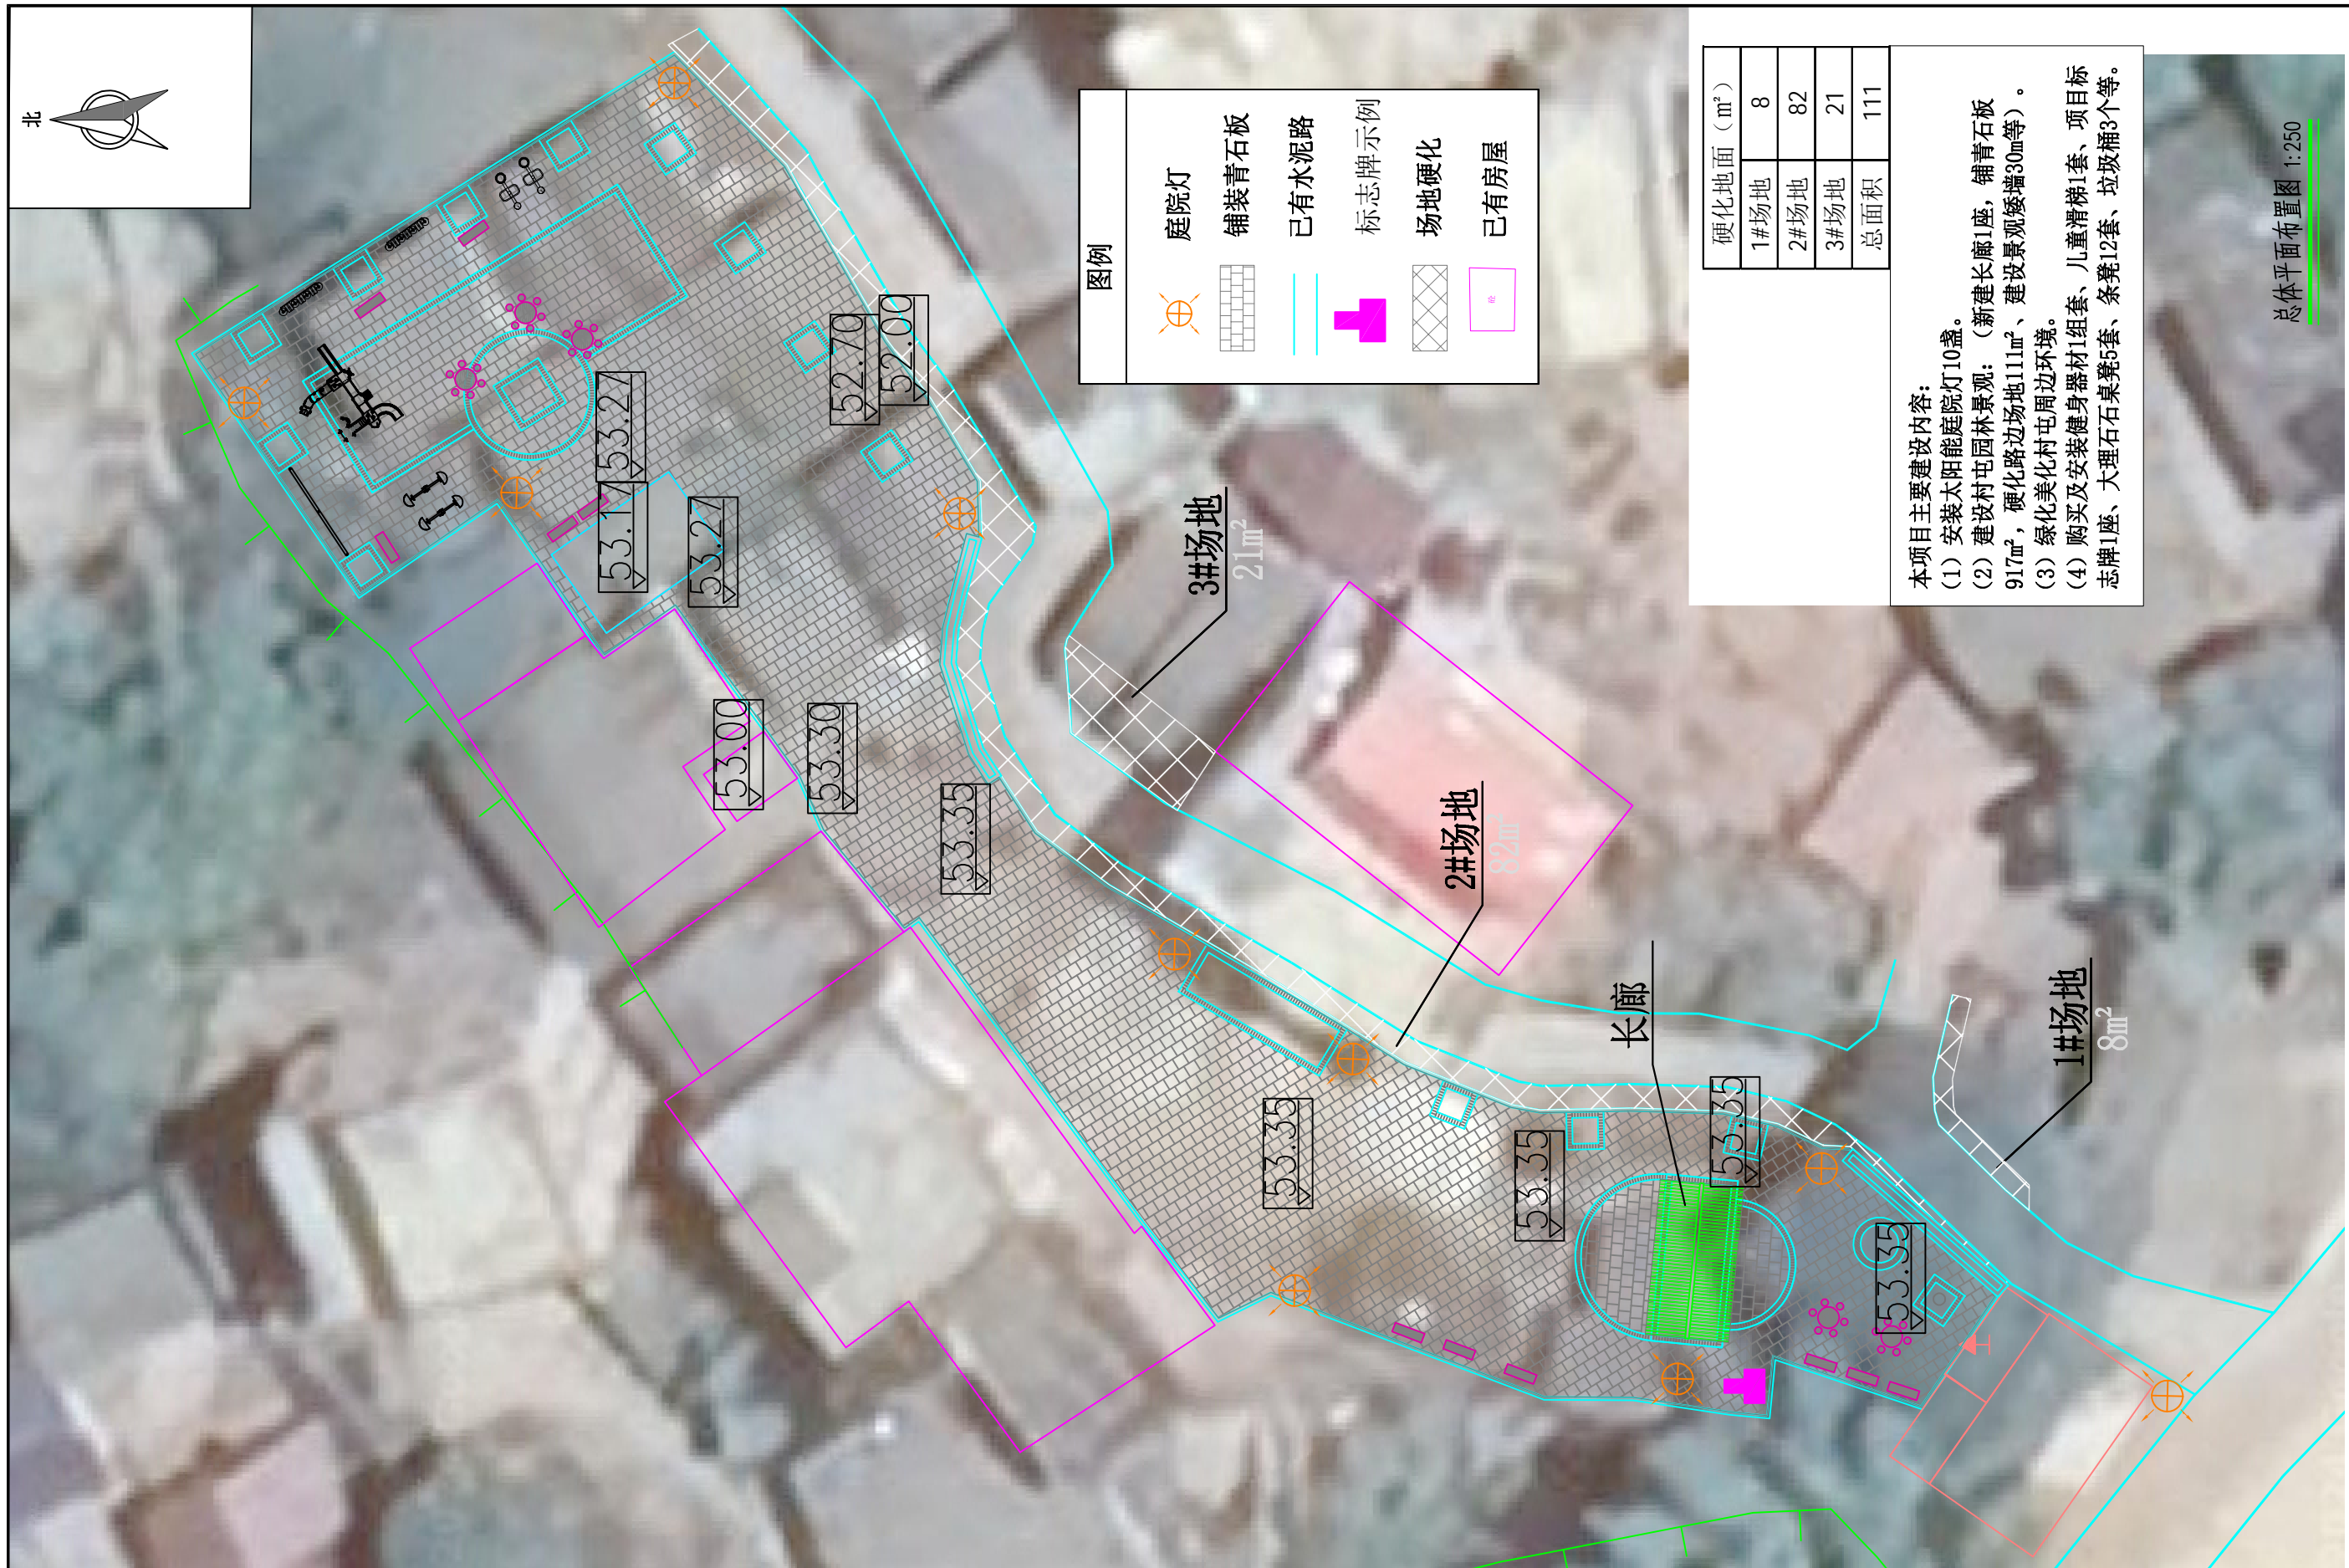 北
图例
庭院灯
铺装青石板
已有水泥路
标志牌示例
场地硬化
已有房屋
硬化地面（m²）
1#场地 8
2#场地 82
3#场地 21
总面积 111
本项目主要建设内容：
(1) 安装太阳能庭院灯10盏。
(2) 建设村屯园林景观：（新建长廊1座，铺青石板
917m²，硬化路边场地111m²、建设景观矮墙30m等）。
(3) 绿化美化村屯周边环境。
(4) 购买及安装健身器材1组套、儿童滑梯1套、项目标
志牌1座、大理石石桌凳5套、条凳12套、垃圾桶3个等。
总体平面布置图 1:250
53.27
53.17
53.27
52.70
52.00
53.00
53.30
53.35
3#场地
21m²
2#场地
82m²
长廊
1#场地
8m²
53.35
53.35
53.35
53.35